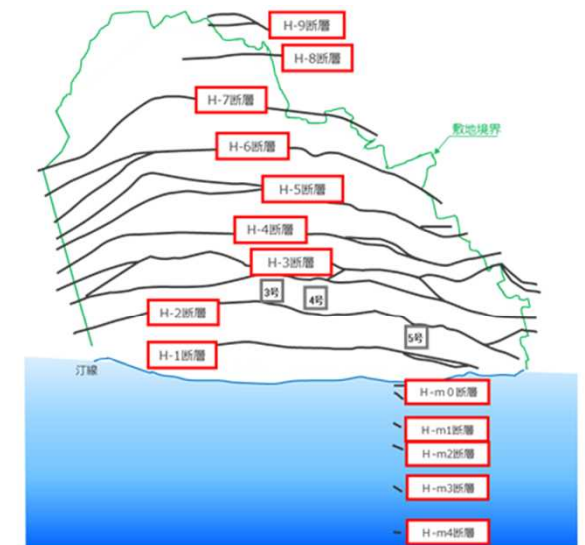 H-9断層
H-8断層
H-7断層
敷地境界
H-6断層
H-5断層
H-4断層
H-3断層
3号
4号
H-2断層
5号
H-1断層
汀線
H-m0断層
H-m1断層
H-m2断層
H-m3断層
H-m4断層